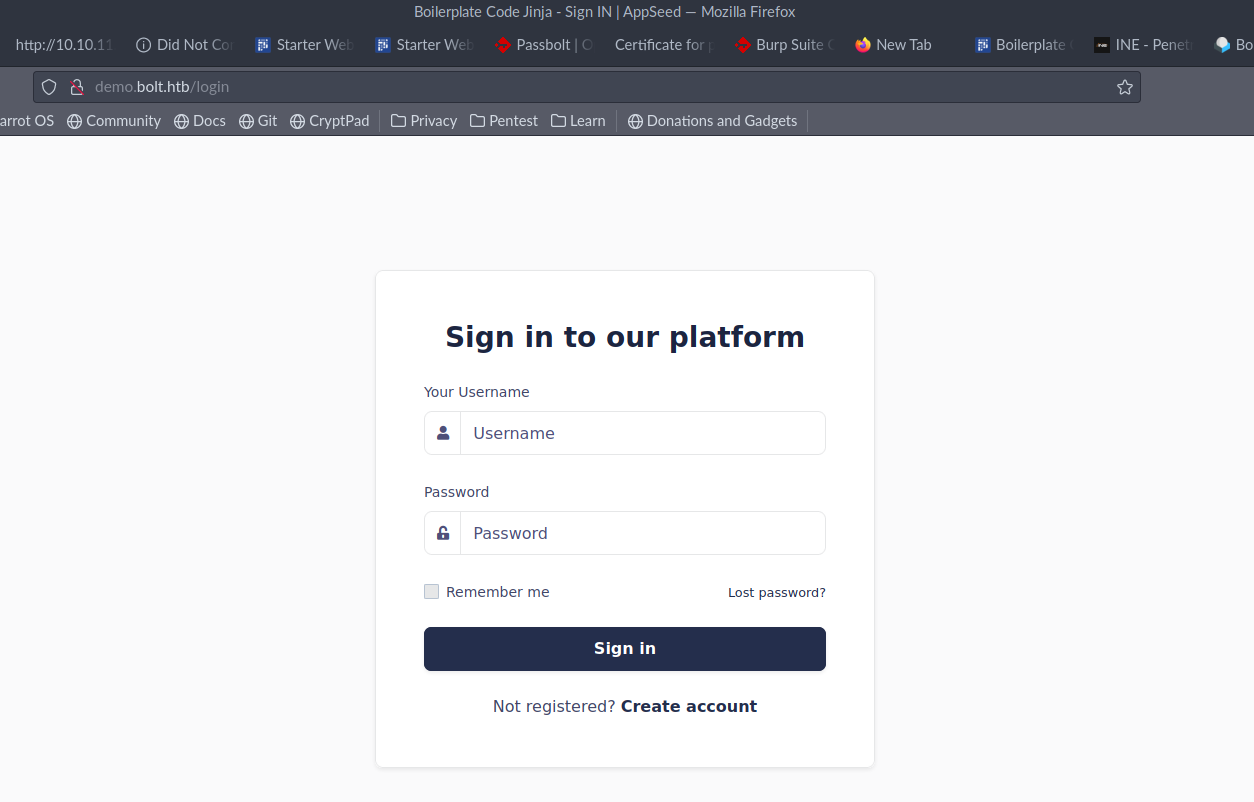 Boilerplate Code Jinja - Sign IN | AppSeed — Mozilla Firefox
http://10.10.11 Did Not Co Starter Web Starter Web Passbolt | O Certificate for Burp Suite New Tab Boilerplate INE - Penet Bo
demo.bolt.htb/login
arrot OS Community Docs Git CryptPad Privacy Pentest Learn Donations and Gadgets
Sign in to our platform
Your Username
Username
Password
Password
Remember me Lost password?
Sign in
Not registered? Create account